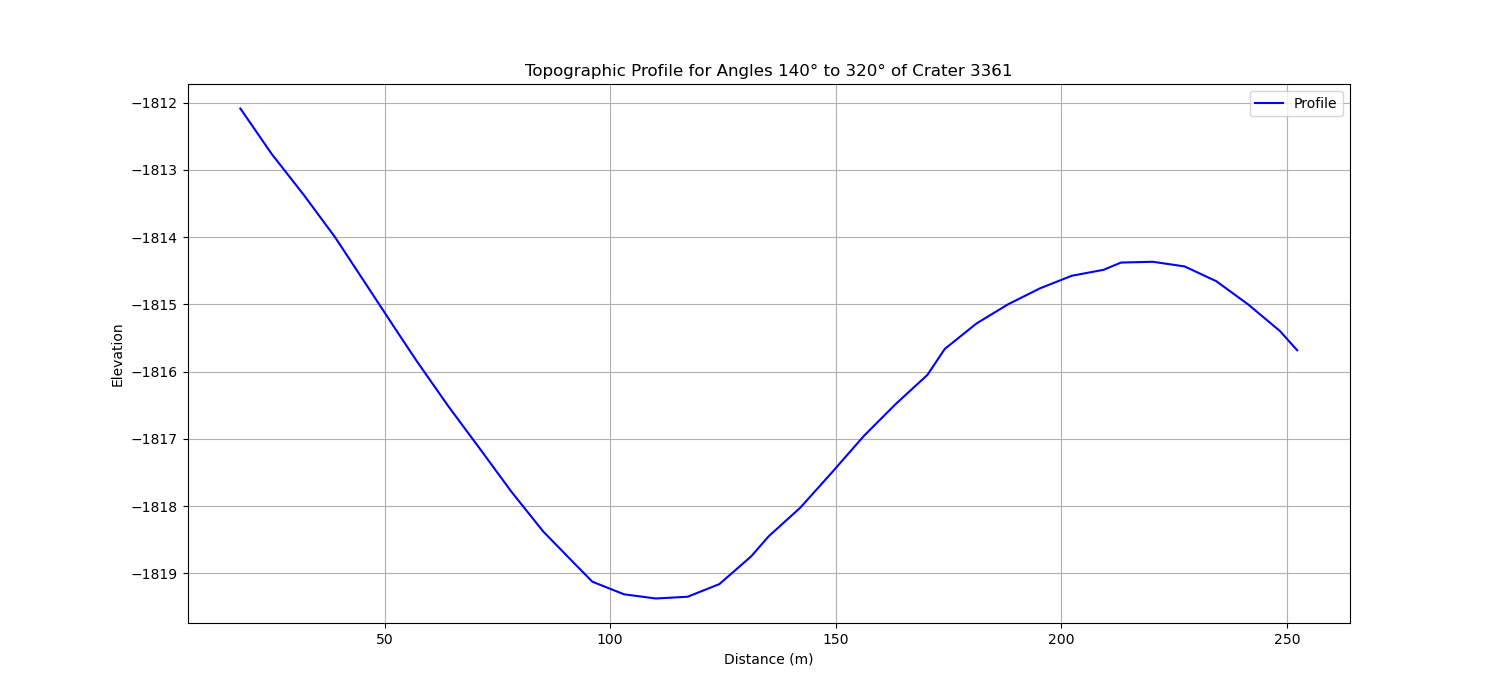 Topographic Profile for Angles 140° to 320° of Crater 3361
Profile
Elevation
−1812
−1813
−1814
−1815
−1816
−1817
−1818
−1819
50 100 150 200 250
Distance (m)